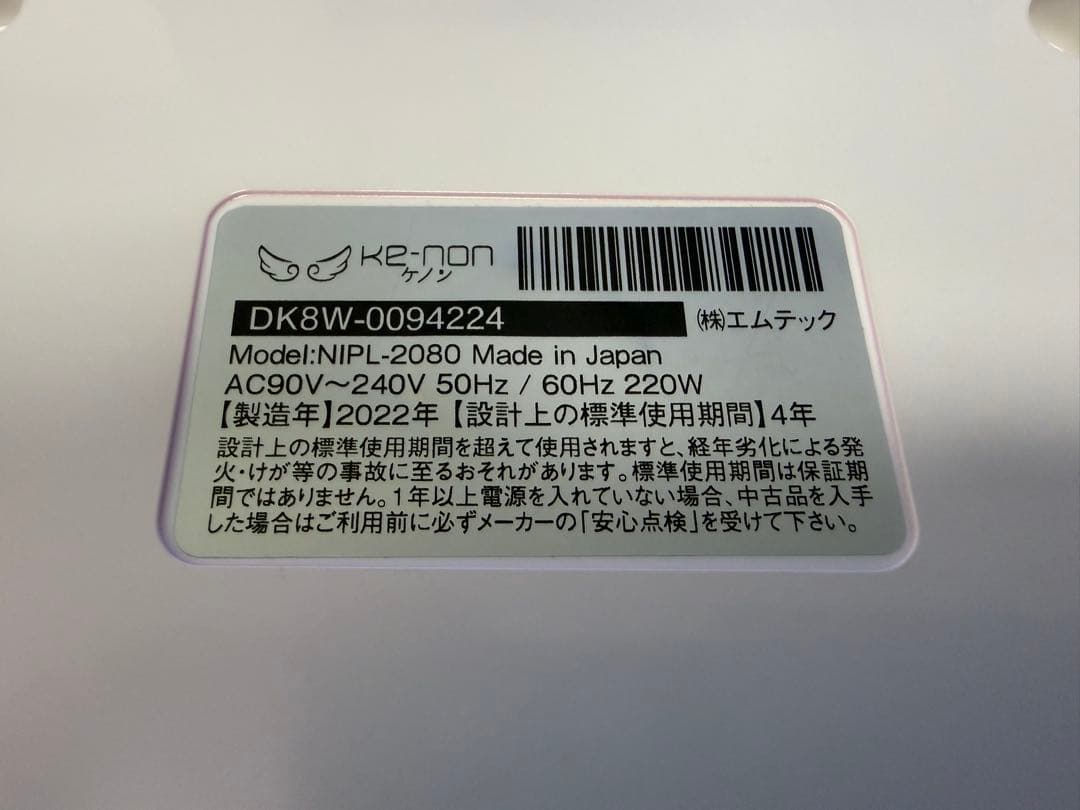 Ke-non
ケノン
DK8W-0094224 ㈱エムテック
Model:NIPL-2080 Made in Japan
AC90V～240V 50Hz / 60Hz 220W
【製造年】2022年【設計上の標準使用期間】4年
設計上の標準使用期間を超えて使用されますと、経年劣化による発
火・けが等の事故に至るおそれがあります。標準使用期間は保証期
間ではありません。1年以上電源を入れていない場合、中古品を入手
した場合はご利用前に必ずメーカーの「安心点検」を受けて下さい。